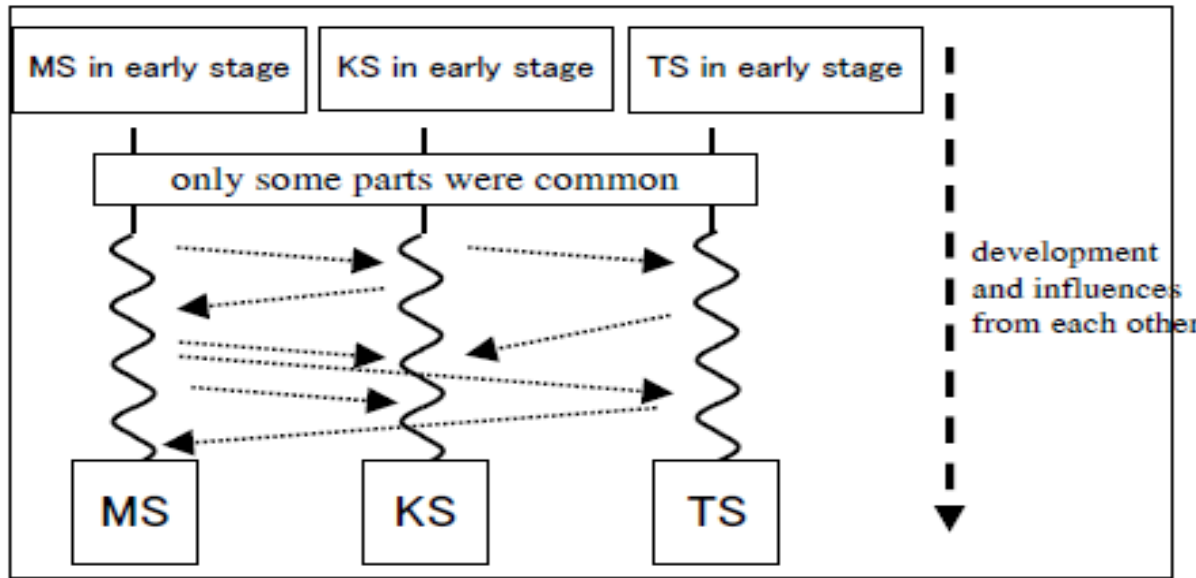 MS in early stage
KS in early stage
TS in early stage
only some parts were common
development
and influences
from each other
MS
KS
TS